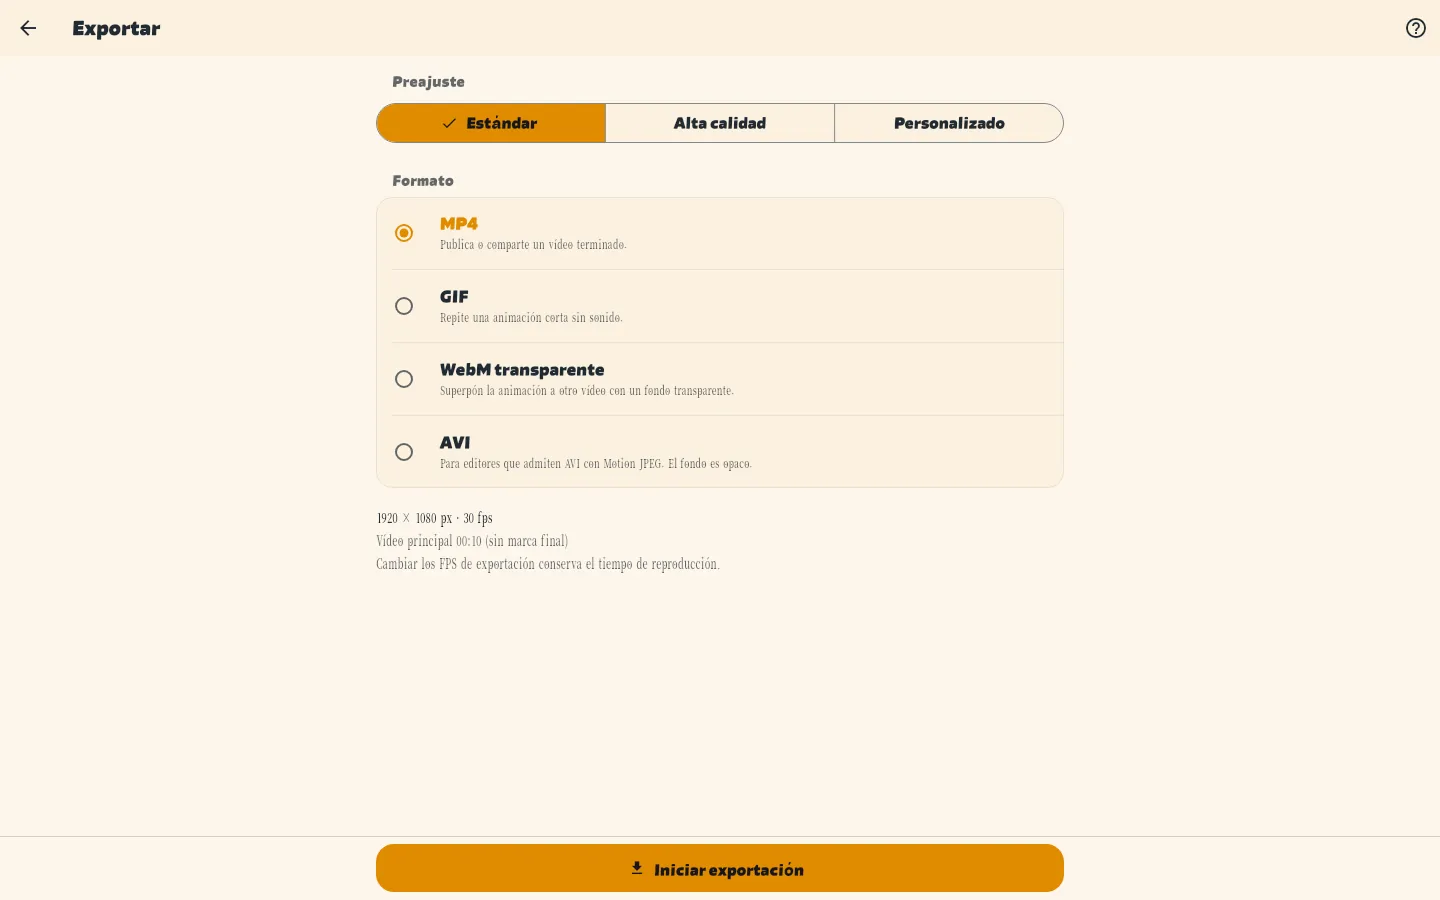 Exportar
Preajuste
Estándar
Alta calidad
Personalizado
Formato
MP4
Publica o comparte un vídeo terminado.
GIF
Repite una animación corta sin sonido.
WebM transparente
Superpón la animación a otro vídeo con un fondo transparente.
AVI
Para editores que admiten AVI con Motion JPEG. El fondo es opaco.
1920 × 1080 px · 30 fps
Vídeo principal 00:10 (sin marca final)
Cambiar los FPS de exportación conserva el tiempo de reproducción.
Iniciar exportación